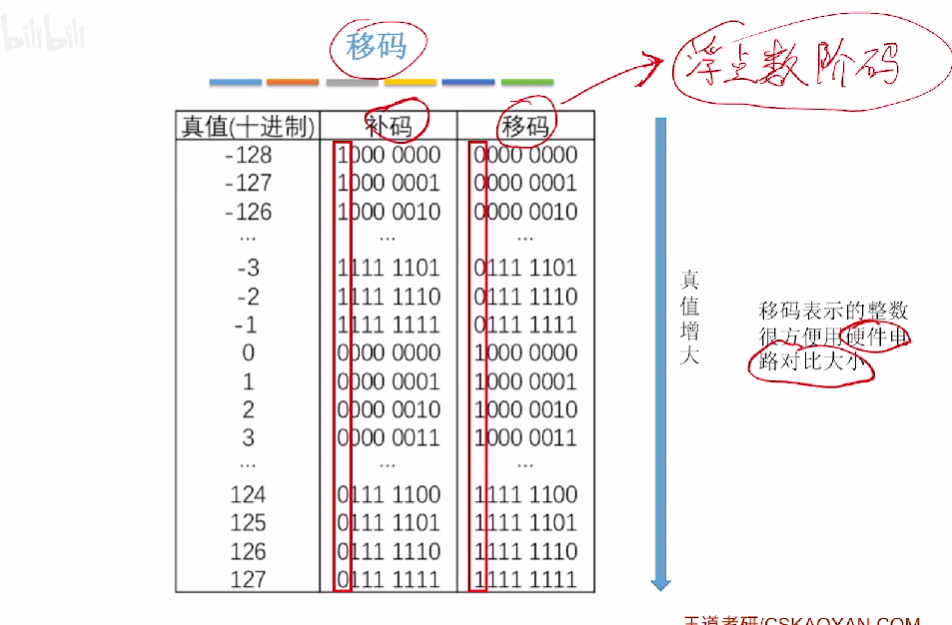 bilibili
移码
浮点数阶码
真值(十进制) 补码 移码
-128 1000 0000 0000 0000
-127 1000 0001 0000 0001
-126 1000 0010 0000 0010
... ... ...
-3 1111 1101 0111 1101
-2 1111 1110 0111 1110
-1 1111 1111 0111 1111
0 0000 0000 1000 0000
1 0000 0001 1000 0001
2 0000 0010 1000 0010
3 0000 0011 1000 0011
... ... ...
124 0111 1100 1111 1100
125 0111 1101 1111 1101
126 0111 1110 1111 1110
127 0111 1111 1111 1111
真值增大
移码表示的整数
很方便用硬件电
路对比大小
王道考研/CSKAOYAN.COM